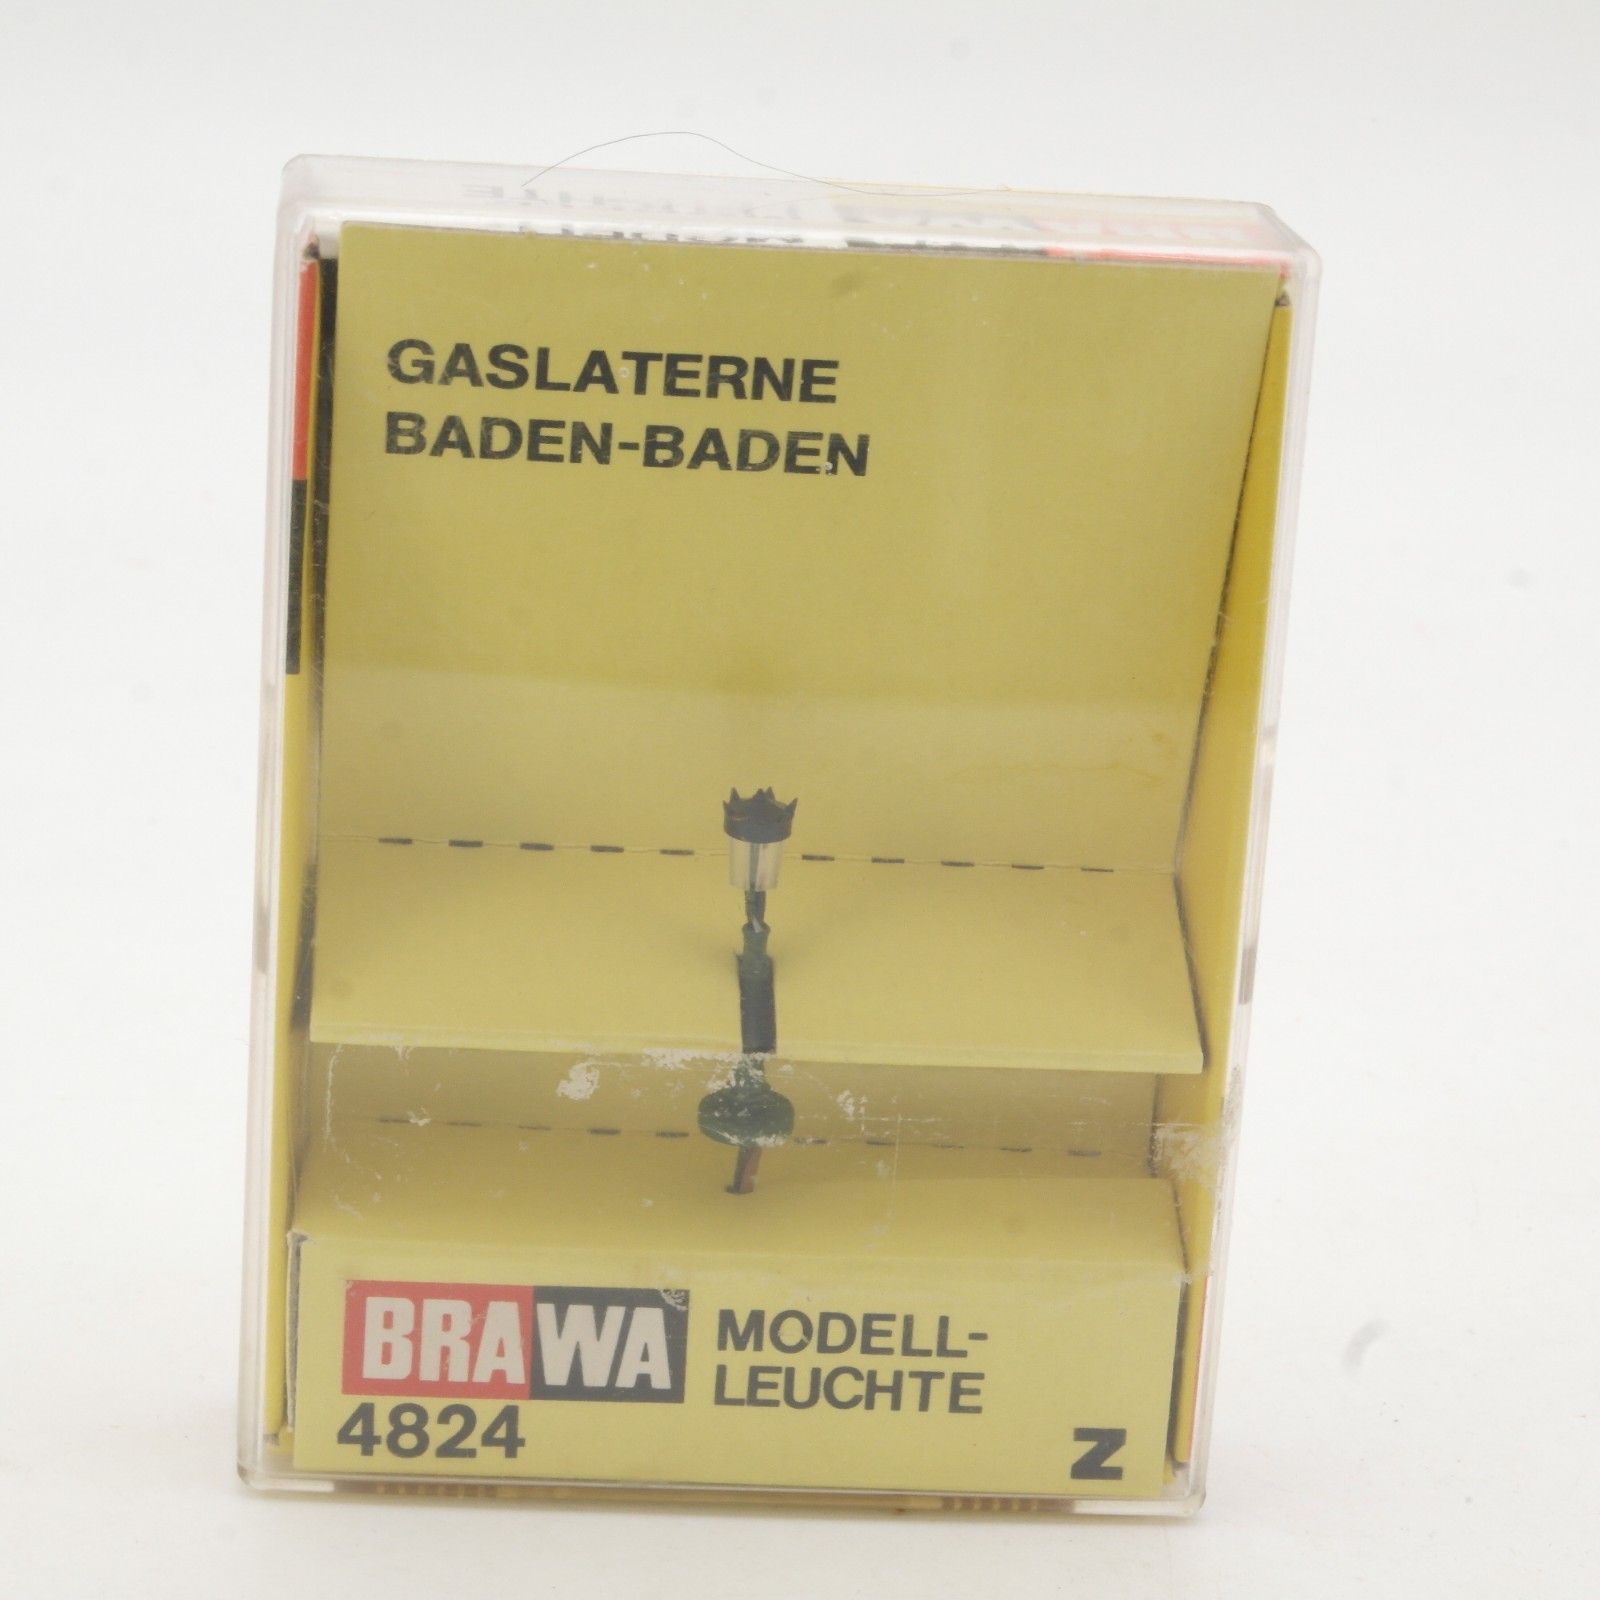 GASLATERNE
BADEN-BADEN
BRAWA
MODELL-
LEUCHTE
4824
Z